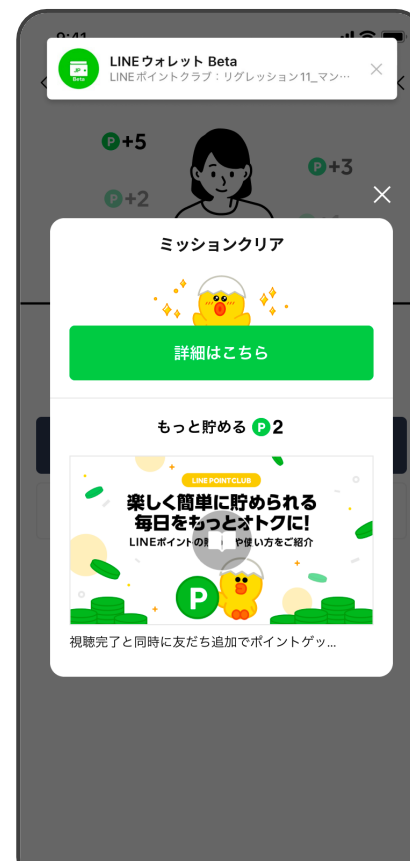 9:41
LINEウォレット Beta
LINEポイントクラブ：リグレッション11_マン…
P+5
P+3
P+2
ミッションクリア
詳細はこちら
もっと貯める P 2
LINE POINT CLUB
楽しく簡単に貯められる
毎日をもっとオトクに!
LINEポイントの
や使い方をご紹介
P
視聴完了と同時に友だち追加でポイントゲッ...